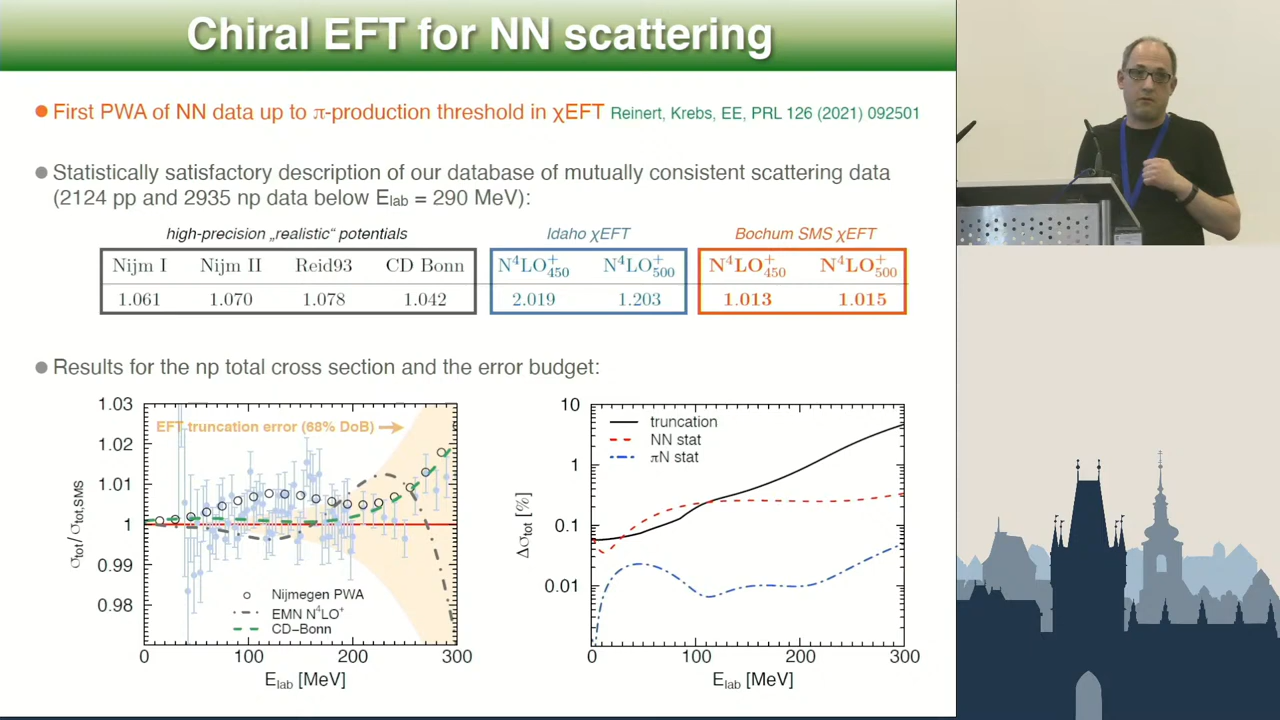 Chiral EFT for NN scattering
First PWA of NN data up to π-production threshold in χEFT Reinert, Krebs, EE, PRL 126 (2021) 092501
Statistically satisfactory description of our database of mutually consistent scattering data
(2124 pp and 2935 np data below E_lab = 290 MeV):
high-precision „realistic" potentials
Idaho χEFT
Bochum SMS χEFT
Nijm I Nijm II Reid93 CD Bonn N⁴LO⁺₄₅₀ N⁴LO⁺₅₀₀ N⁴LO⁺₄₅₀ N⁴LO⁺₅₀₀
1.061 1.070 1.078 1.042 2.019 1.203 1.013 1.015
Results for the np total cross section and the error budget:
1.03
1.02
1.01
1
0.99
0.98
σtot/σtot,SMS
EFT truncation error (68% DoB)
Nijmegen PWA
EMN N⁴LO⁺
CD−Bonn
0 100 200 300
E_lab [MeV]
10
1
0.1
0.01
Δσtot [%]
truncation
NN stat
πN stat
0 100 200 300
E_lab [MeV]